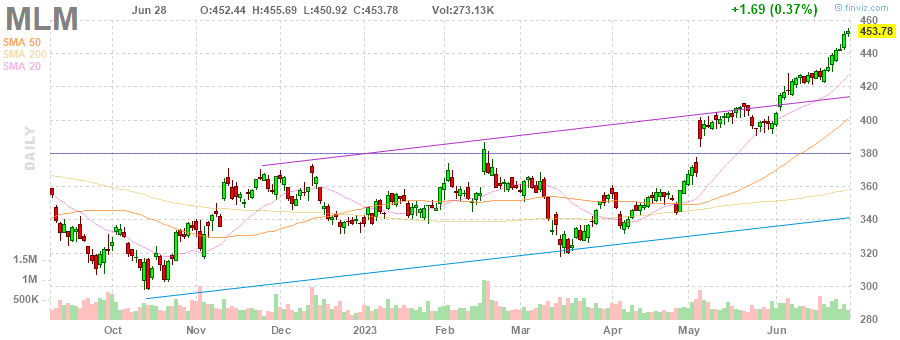 MLM Jun 28 O:452.44 H:455.69 L:450.92 C:453.78 Vol:273.13K +1.69 (0.37%) © finviz.com
SMA 50
SMA 200
SMA 20
DAILY
460
453.78
440
420
400
380
360
340
320
300
280
1.5M
1M
500K
Oct Nov Dec 2023 Feb Mar Apr May Jun